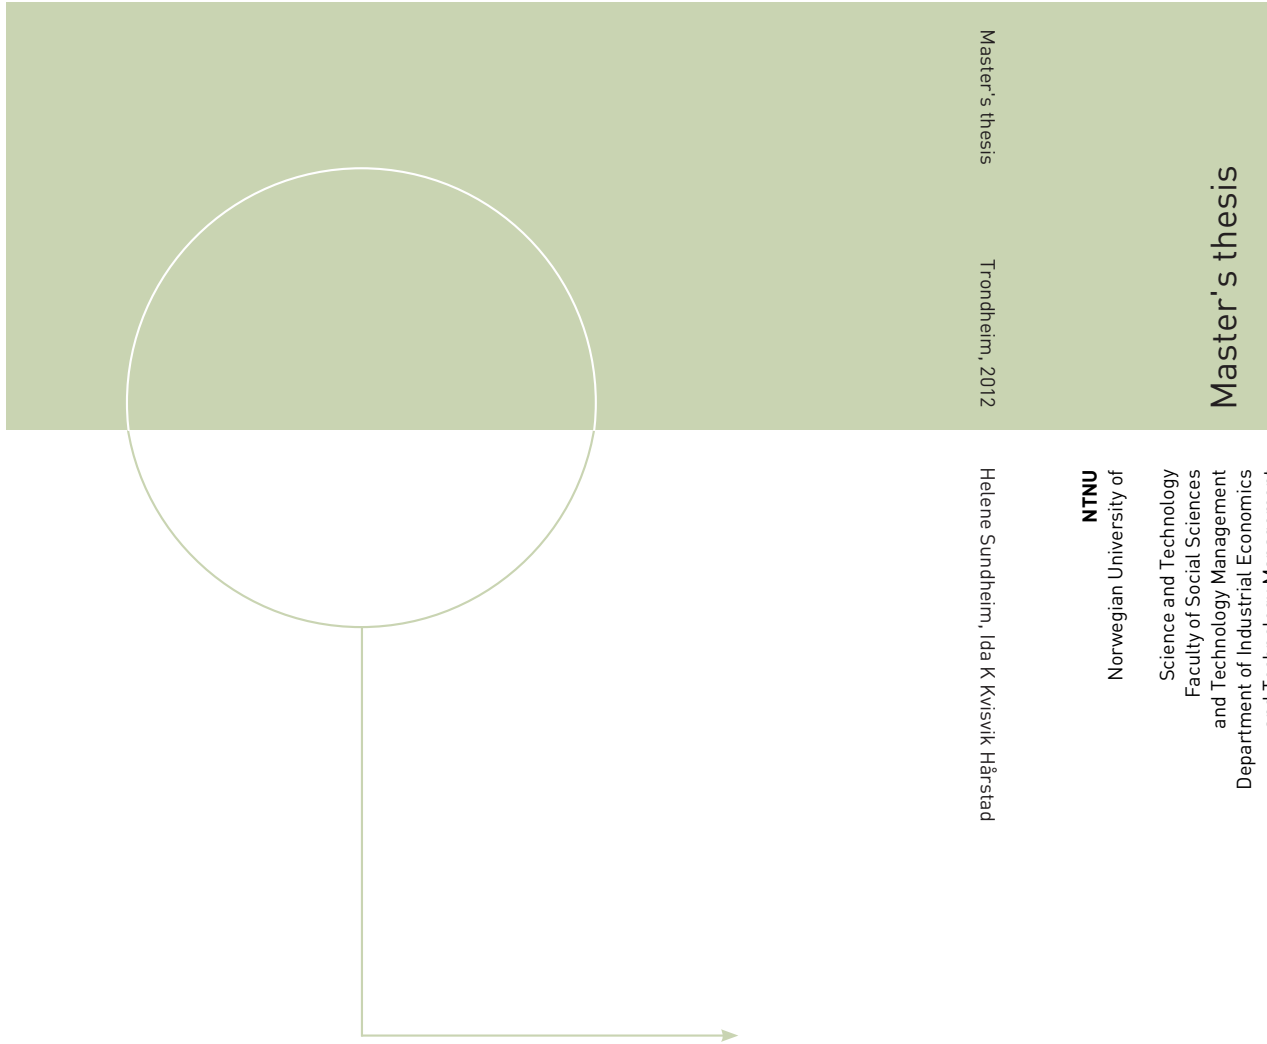 Master's thesis
Trondheim, 2012
Helene Sundheim, Ida K Kvisvik Hårstad
Master's thesis
NTNU
Norwegian University of
Science and Technology
Faculty of Social Sciences
and Technology Management
Department of Industrial Economics